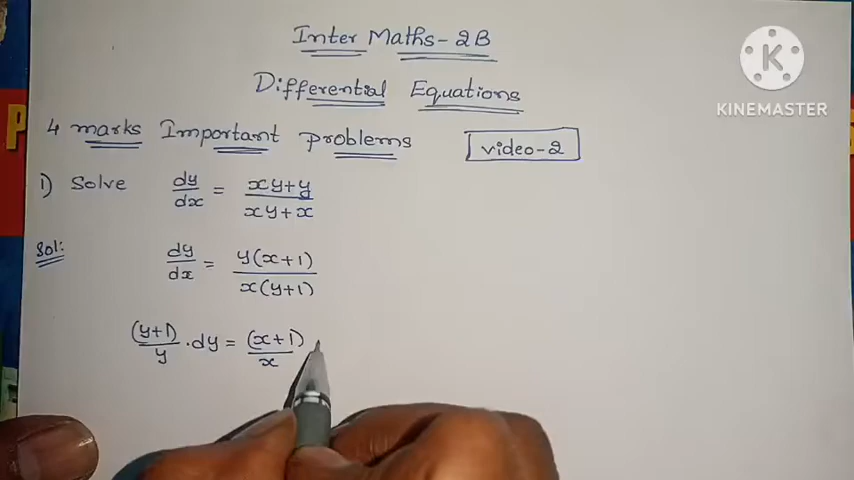 Inter Maths-2B
K
KINEMASTER
Differential Equations
4 marks Important problems
video-2
1) Solve dy/dx = xy+y/xy+x
Sol: dy/dx = y(x+1)/x(y+1)
(y+1)/y . dy = (x+1)/x